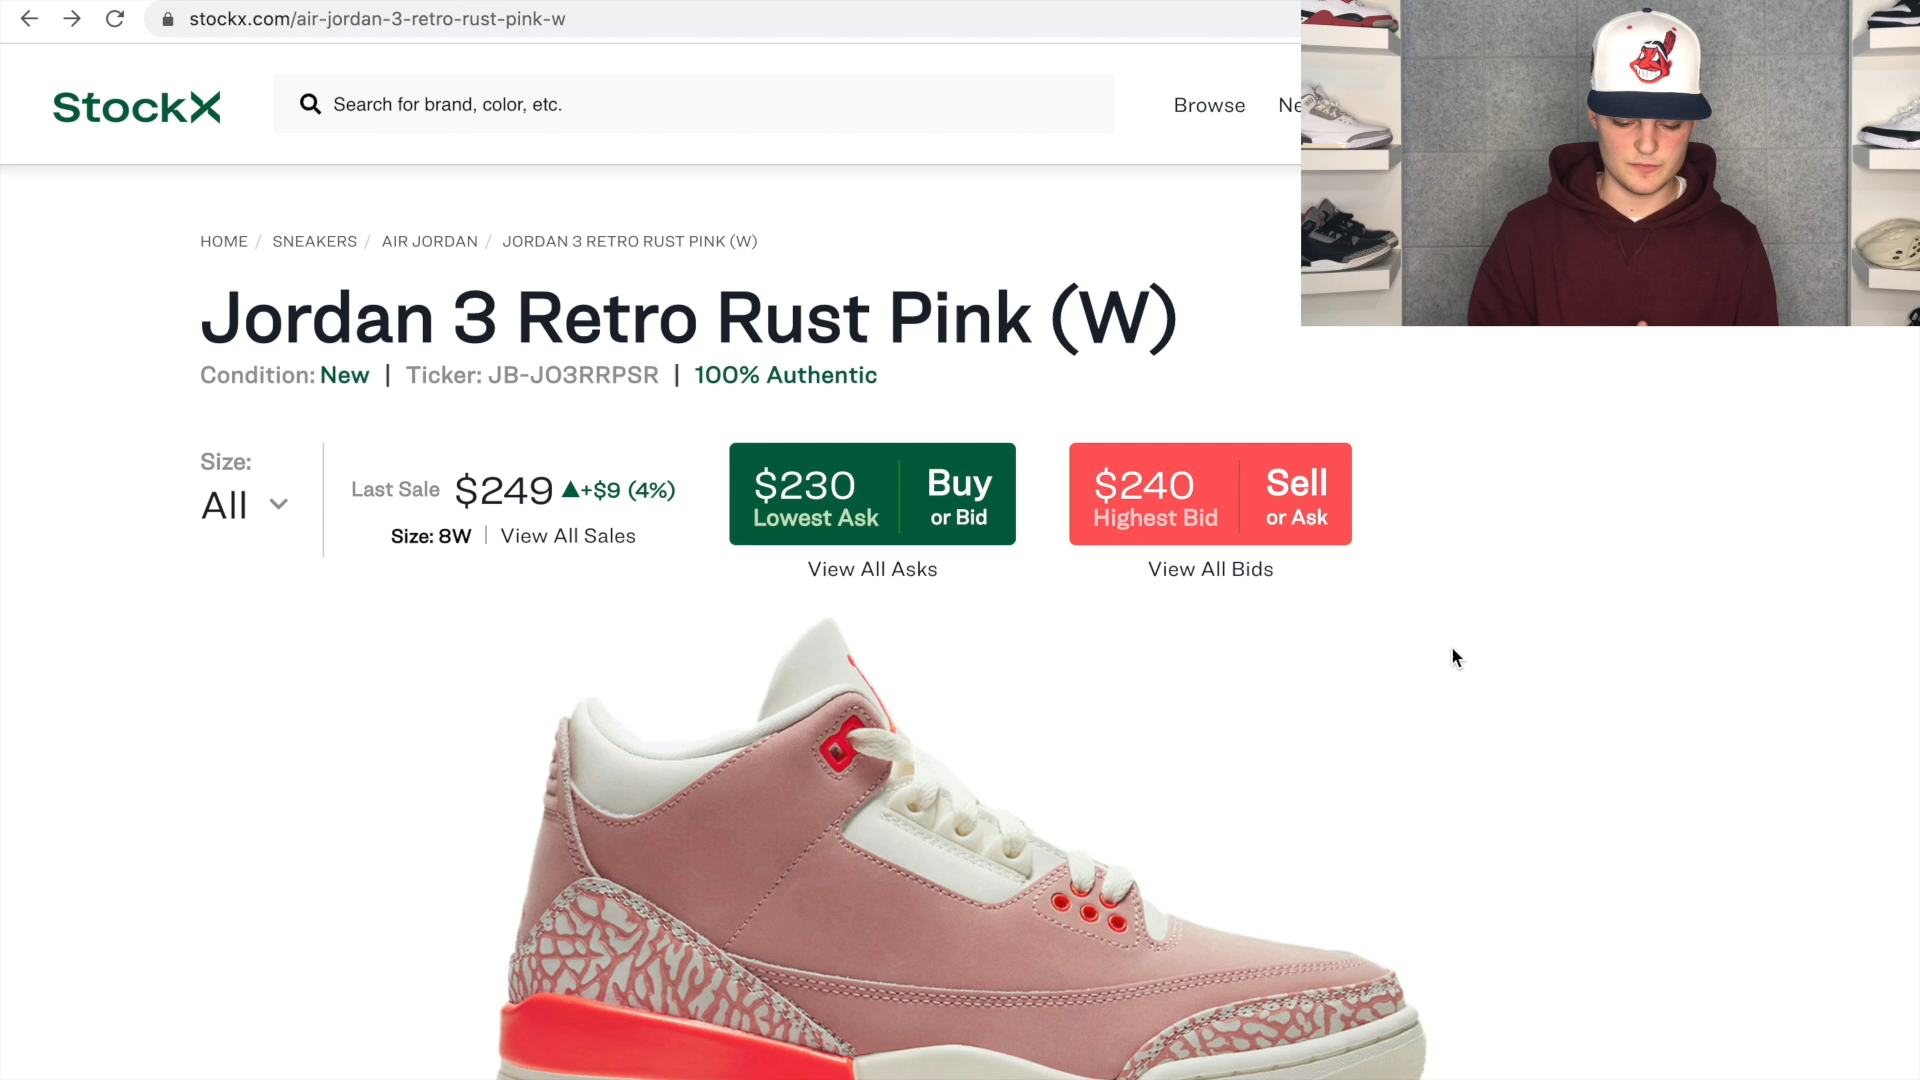 stockx.com/air-jordan-3-retro-rust-pink-w
StockX
Search for brand, color, etc.
Browse Ne
HOME / SNEAKERS / AIR JORDAN / JORDAN 3 RETRO RUST PINK (W)
Jordan 3 Retro Rust Pink (W)
Condition: New | Ticker: JB-JO3RRPSR | 100% Authentic
Size:
All
Last Sale $249 ▲+$9 (4%)
Size: 8W | View All Sales
$230 Lowest Ask
Buy or Bid
View All Asks
$240 Highest Bid
Sell or Ask
View All Bids